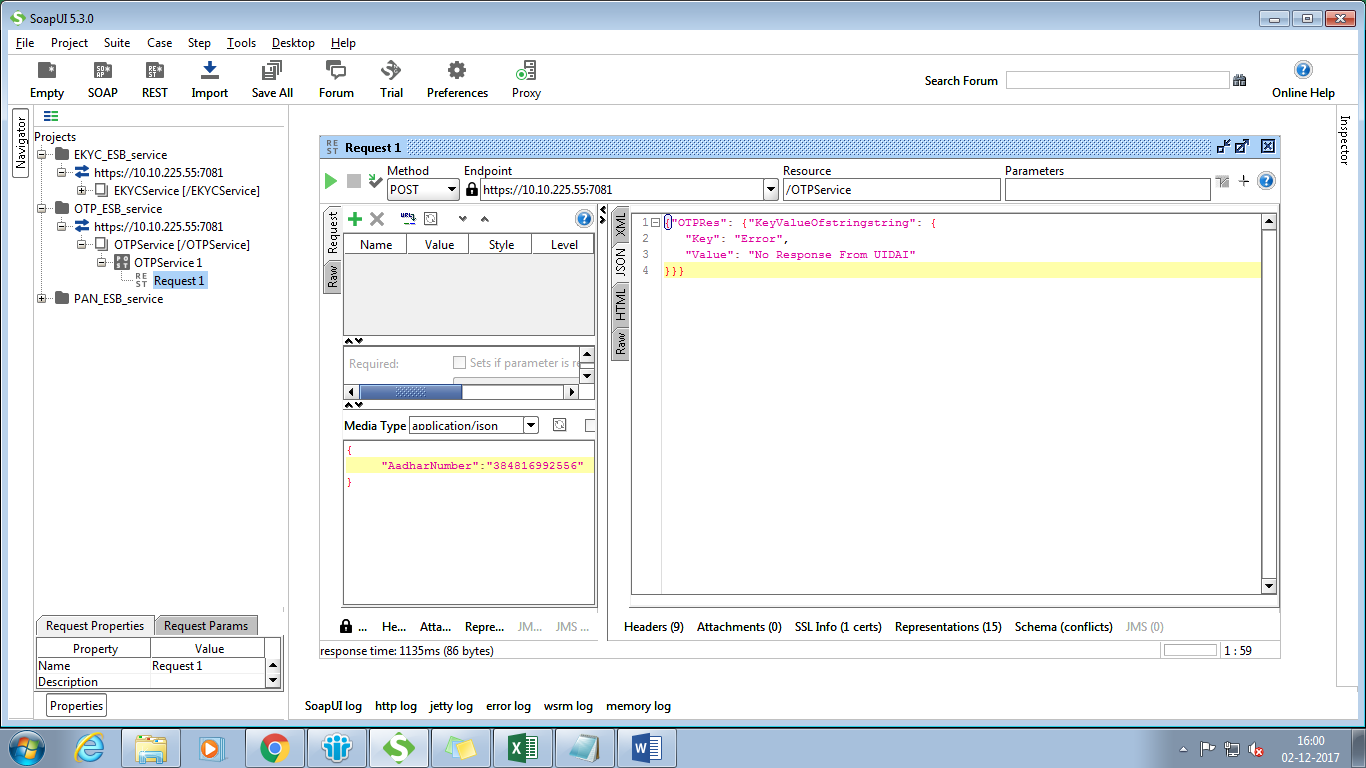 SoapUI 5.3.0
File Project Suite Case Step Tools Desktop Help
Empty SOAP REST Import Save All Forum Trial Preferences Proxy Search Forum Online Help
Navigator
Projects
EKYC_ESB_service
https://10.10.225.55:7081
EKYCService [/EKYCService]
OTP_ESB_service
https://10.10.225.55:7081
OTPService [/OTPService]
OTPService 1
Request 1
PAN_ESB_service
Request Properties Request Params
Property Value
Name Request 1
Description
Properties
Request 1
Method Endpoint Resource Parameters
POST https://10.10.225.55:7081 /OTPService
Request
Raw
Name Value Style Level
Required: Sets if parameter is re
Media Type application/json
{
"AadharNumber":"384816992556"
}
... He... Atta... Repre... JM... JMS ...
XML
JSON
HTML
Raw
1 {"OTPRes": {"KeyValueOfstringstring": {
2 "Key": "Error",
3 "Value": "No Response From UIDAI"
4 }}}
Headers (9) Attachments (0) SSL Info (1 certs) Representations (15) Schema (conflicts) JMS (0)
response time: 1135ms (86 bytes) 1 : 59
Inspector
SoapUI log http log jetty log error log wsrm log memory log
16:00
02-12-2017